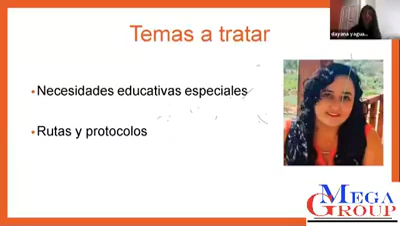 Temas a tratar
dayana yagua...
•Necesidades educativas especiales
•Rutas y protocolos
MEGA
GROUP